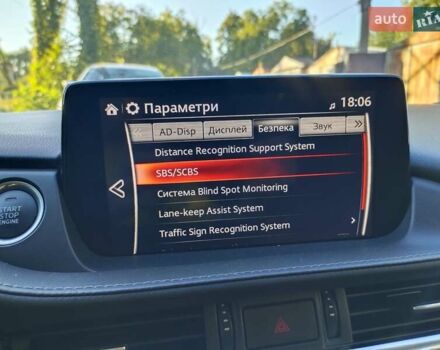 auto RIA
Параметри
18:06
AD-Disp Дисплей Безпека Звук
Distance Recognition Support System
SBS/SCBS
Система Blind Spot Monitoring
Lane-keep Assist System
Traffic Sign Recognition System
START
STOP
ENGINE